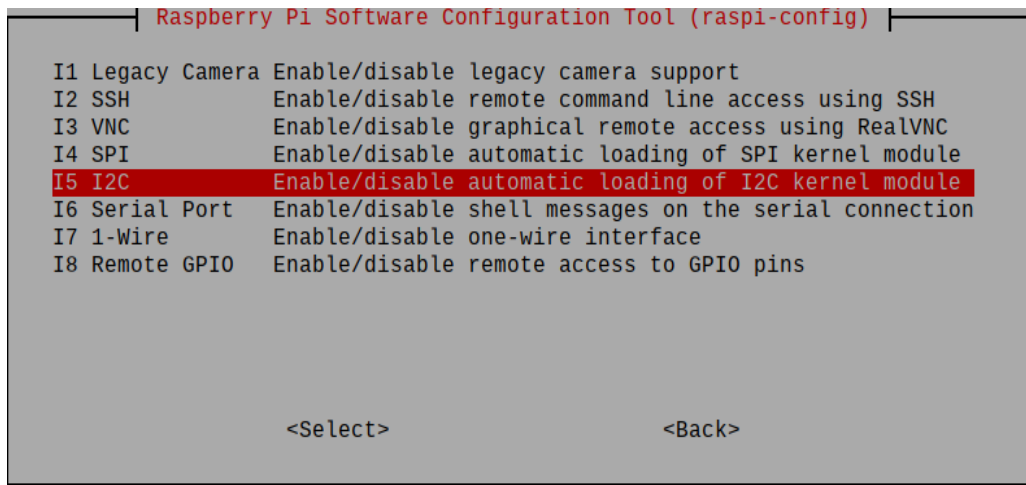 Raspberry Pi Software Configuration Tool (raspi-config)
I1 Legacy Camera Enable/disable legacy camera support
I2 SSH Enable/disable remote command line access using SSH
I3 VNC Enable/disable graphical remote access using RealVNC
I4 SPI Enable/disable automatic loading of SPI kernel module
I5 I2C Enable/disable automatic loading of I2C kernel module
I6 Serial Port Enable/disable shell messages on the serial connection
I7 1-Wire Enable/disable one-wire interface
I8 Remote GPIO Enable/disable remote access to GPIO pins
<Select> <Back>